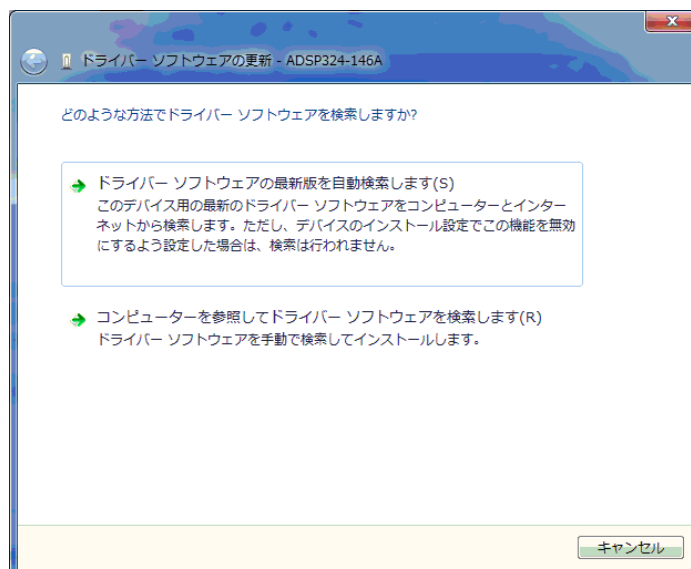 ドライバー ソフトウェアの更新 - ADSP324-146A
どのような方法でドライバー ソフトウェアを検索しますか?
ドライバー ソフトウェアの最新版を自動検索します(S)
このデバイス用の最新のドライバー ソフトウェアをコンピューターとインター
ネットから検索します。ただし、デバイスのインストール設定でこの機能を無効
にするよう設定した場合は、検索は行われません。
コンピューターを参照してドライバー ソフトウェアを検索します(R)
ドライバー ソフトウェアを手動で検索してインストールします。
キャンセル